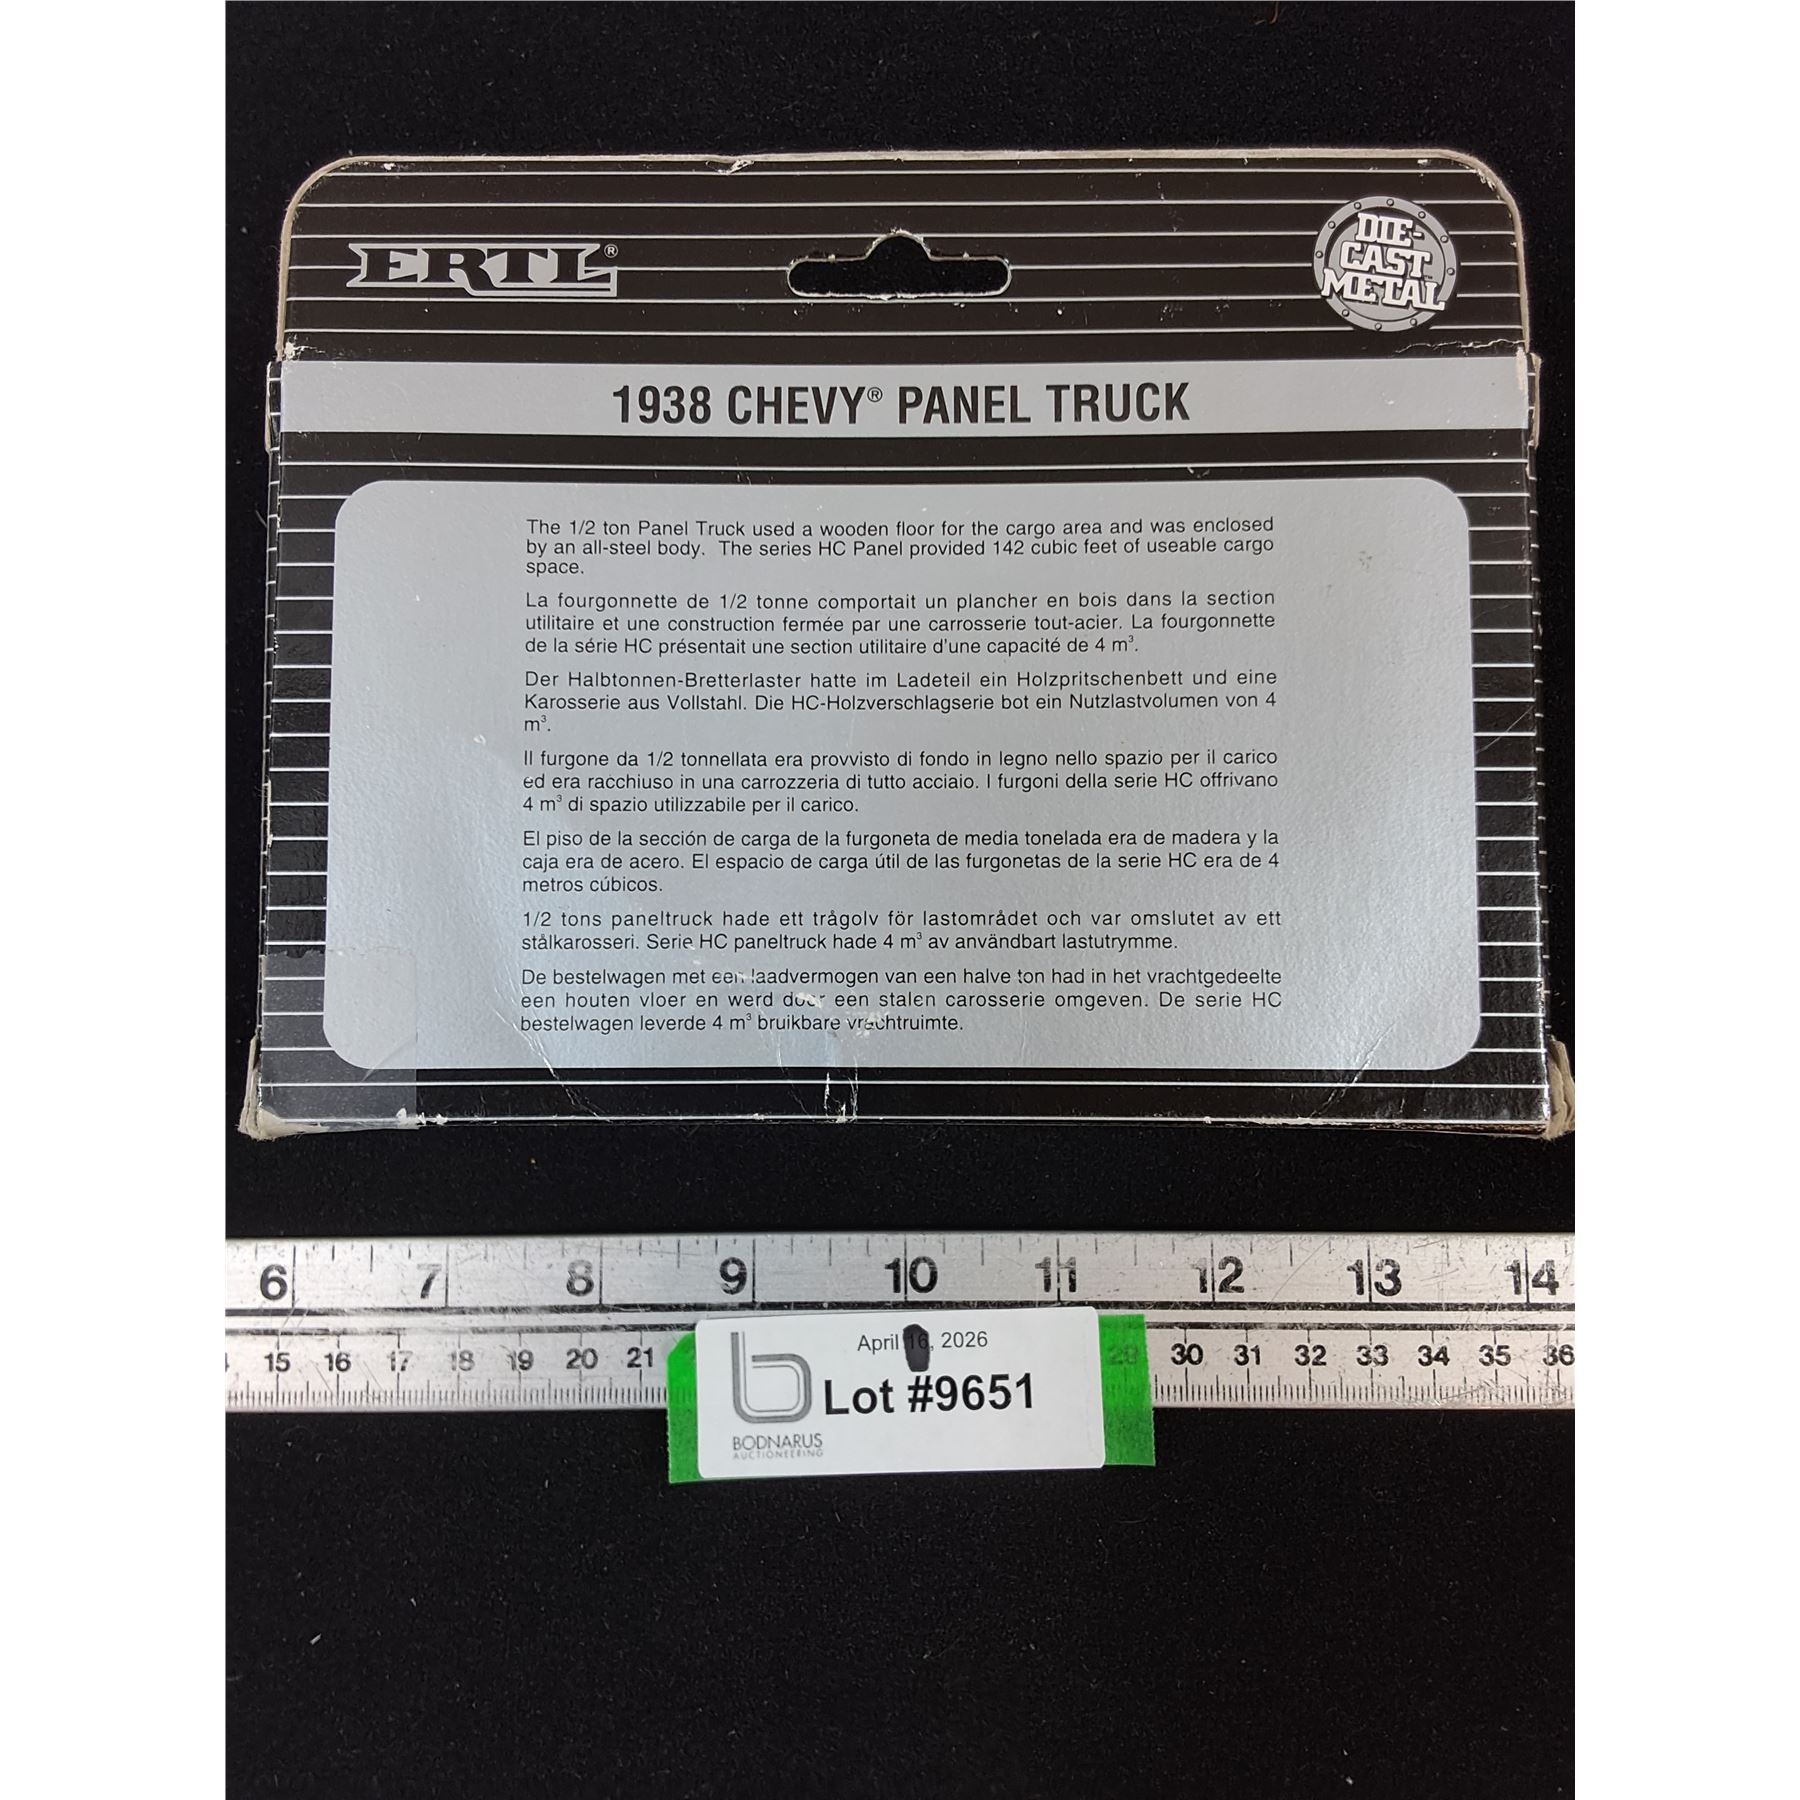 ERTL®
DIE-
CAST
METAL
1938 CHEVY® PANEL TRUCK
The 1/2 ton Panel Truck used a wooden floor for the cargo area and was enclosed
by an all-steel body. The series HC Panel provided 142 cubic feet of useable cargo
space.
La fourgonnette de 1/2 tonne comportait un plancher en bois dans la section
utilitaire et une construction fermée par une carrosserie tout-acier. La fourgonnette
de la série HC présentait une section utilitaire d'une capacité de 4 m³.
Der Halbtonnen-Bretterlaster hatte im Ladeteil ein Holzpritschenbett und eine
Karosserie aus Vollstahl. Die HC-Holzverschlagserie bot ein Nutzlastvolumen von 4
m³.
Il furgone da 1/2 tonnellata era provvisto di fondo in legno nello spazio per il carico
ed era racchiuso in una carrozzeria di tutto acciaio. I furgoni della serie HC offrivano
4 m³ di spazio utilizzabile per il carico.
El piso de la sección de carga de la furgoneta de media tonelada era de madera y la
caja era de acero. El espacio de carga útil de las furgonetas de la serie HC era de 4
metros cúbicos.
1/2 tons paneltruck hade ett trågolv för lastområdet och var omslutet av ett
stålkarosseri. Serie HC paneltruck hade 4 m³ av användbart lastutrymme.
De bestelwagen met een laadvermogen van een halve ton had in het vrachtgedeelte
een houten vloer en werd door een stalen carosserie omgeven. De serie HC
bestelwagen leverde 4 m³ bruikbare vrachtruimte.
6 7 8 9 10 11 12 13 14
15 16 17 18 19 20 21 29 30 31 32 33 34 35 36
April 16, 2026
Lot #9651
BODNARUS
AUCTIONEERING